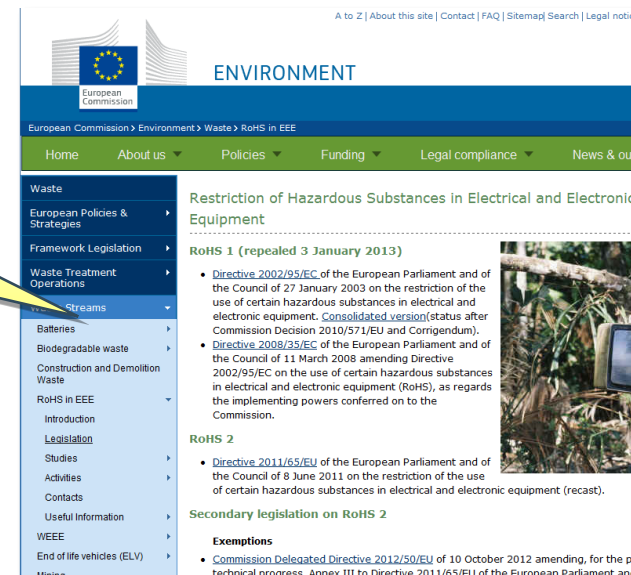 A to Z | About this site | Contact | FAQ | Sitemap| Search | Legal notic
ENVIRONMENT
European
Commission
European Commission > Environment > Waste > RoHS in EEE
Home About us Policies Funding Legal compliance News & ou
Waste
European Policies &
Strategies
Framework Legislation
Waste Treatment
Operations
Streams
Batteries
Biodegradable waste
Construction and Demolition
Waste
RoHS in EEE
Introduction
Legislation
Studies
Activities
Contacts
Useful Information
WEEE
End of life vehicles (ELV)
Mining
Restriction of Hazardous Substances in Electrical and Electronic
Equipment
RoHS 1 (repealed 3 January 2013)
• Directive 2002/95/EC of the European Parliament and of
the Council of 27 January 2003 on the restriction of the
use of certain hazardous substances in electrical and
electronic equipment. Consolidated version(status after
Commission Decision 2010/571/EU and Corrigendum).
• Directive 2008/35/EC of the European Parliament and of
the Council of 11 March 2008 amending Directive
2002/95/EC on the use of certain hazardous substances
in electrical and electronic equipment (RoHS), as regards
the implementing powers conferred on to the
Commission.
RoHS 2
• Directive 2011/65/EU of the European Parliament and of
the Council of 8 June 2011 on the restriction of the use
of certain hazardous substances in electrical and electronic equipment (recast).
Secondary legislation on RoHS 2
Exemptions
• Commission Delegated Directive 2012/50/EU of 10 October 2012 amending, for the p
technical progress, Annex III to Directive 2011/65/EU of the European Parliament and